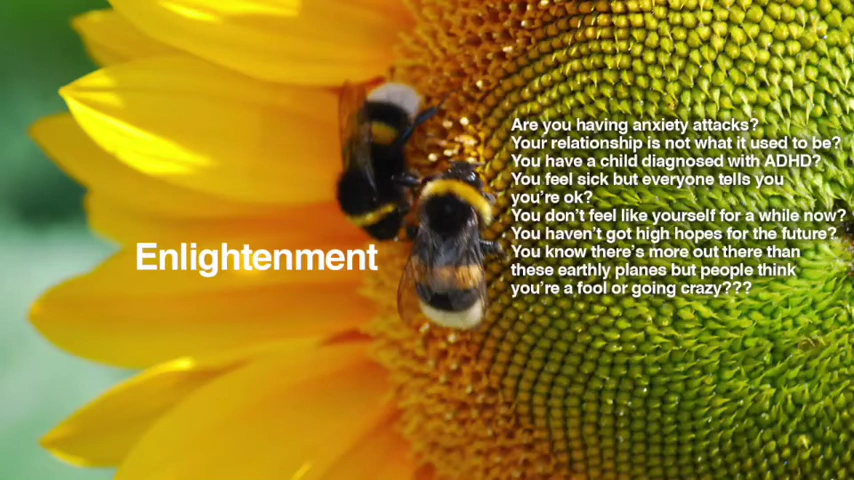 Enlightenment
Are you having anxiety attacks?
Your relationship is not what it used to be?
You have a child diagnosed with ADHD?
You feel sick but everyone tells you
you're ok?
You don't feel like yourself for a while now?
You haven't got high hopes for the future?
You know there's more out there than
these earthly planes but people think
you're a fool or going crazy???